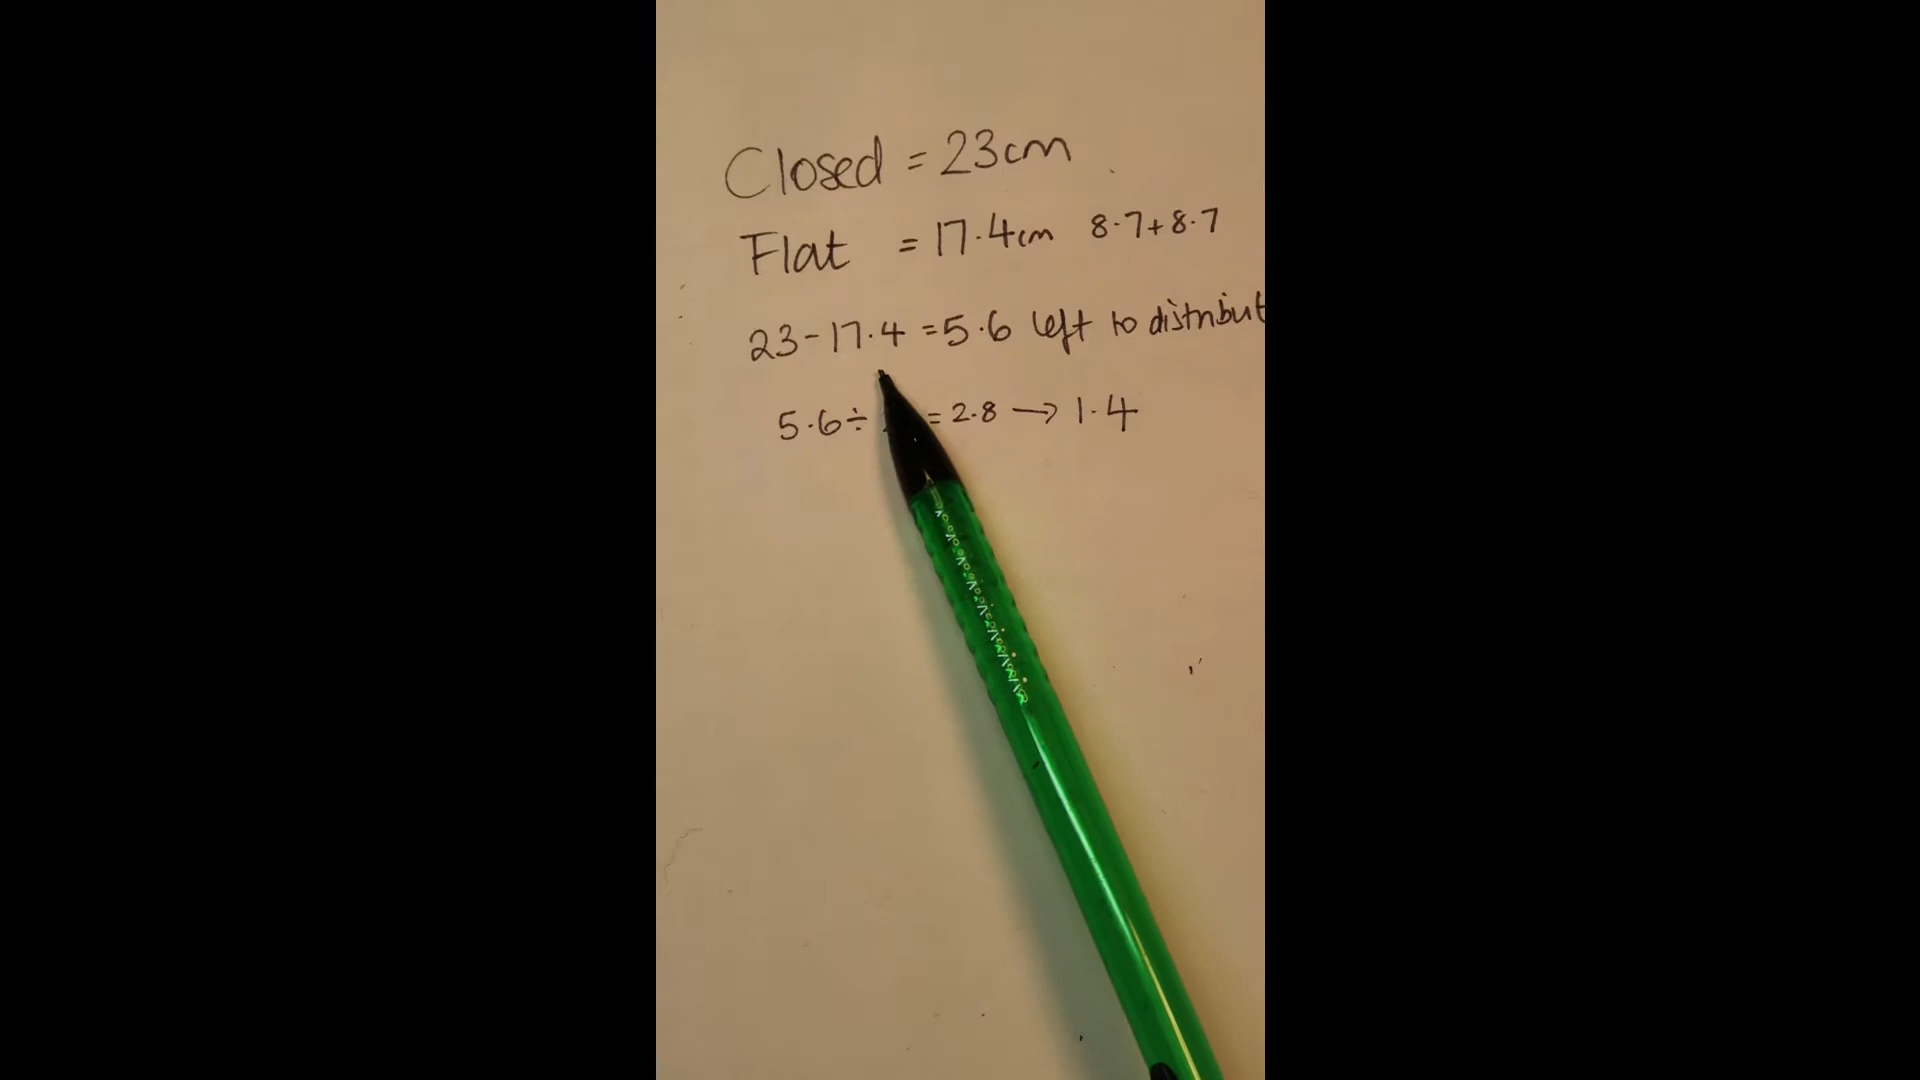 Closed = 23cm
Flat = 17.4cm 8.7+8.7
23-17.4 =5.6 left to distribut
5.6÷ = 2.8 → 1.4